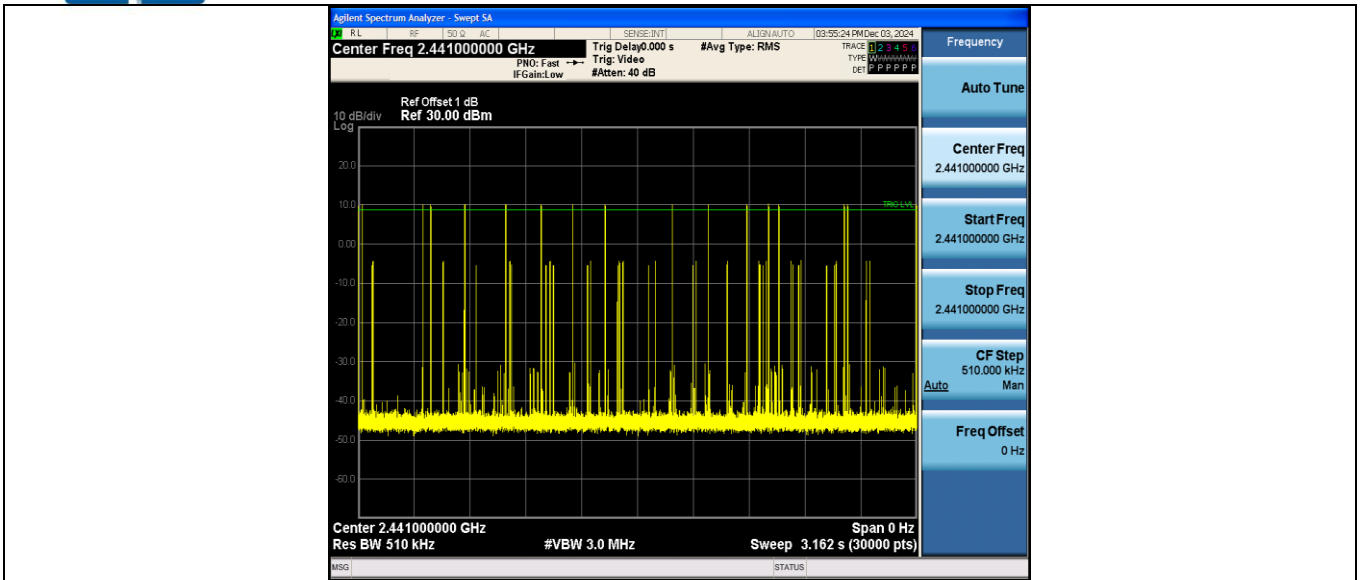 Agilent Spectrum Analyzer - Swept SA
RL RF 50 Ω AC SENSE:INT ALIGNAUTO 03:55:24 PM Dec 03, 2024
Center Freq 2.441000000 GHz
Trig Delay0.000 s
#Avg Type: RMS
TRACE 1 2 3 4 5 6
PNO: Fast
Trig: Video
TYPE W
IFGain:Low
#Atten: 40 dB
DET P P P P P P
Ref Offset 1 dB
10 dB/div Ref 30.00 dBm
Log
20.0
10.0
TRIG LVL
0.00
-10.0
-20.0
-30.0
-40.0
-50.0
-60.0
Center 2.441000000 GHz Span 0 Hz
Res BW 510 kHz #VBW 3.0 MHz Sweep 3.162 s (30000 pts)
MSG STATUS
Frequency
Auto Tune
Center Freq
2.441000000 GHz
Start Freq
2.441000000 GHz
Stop Freq
2.441000000 GHz
CF Step
510.000 kHz
Auto Man
Freq Offset
0 Hz